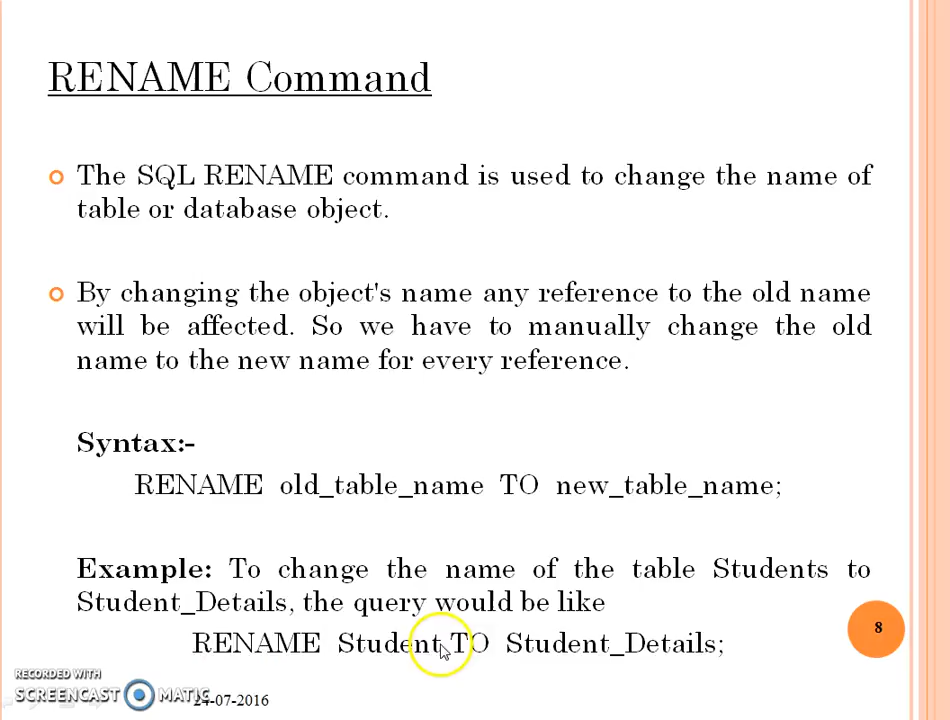 RENAME Command
The SQL RENAME command is used to change the name of
table or database object.
By changing the object's name any reference to the old name
will be affected. So we have to manually change the old
name to the new name for every reference.
Syntax:-
RENAME old_table_name TO new_table_name;
Example: To change the name of the table Students to
Student_Details, the query would be like
RENAME Student TO Student_Details;
8
RECORDED WITH
SCREENCAST MATIC
24-07-2016